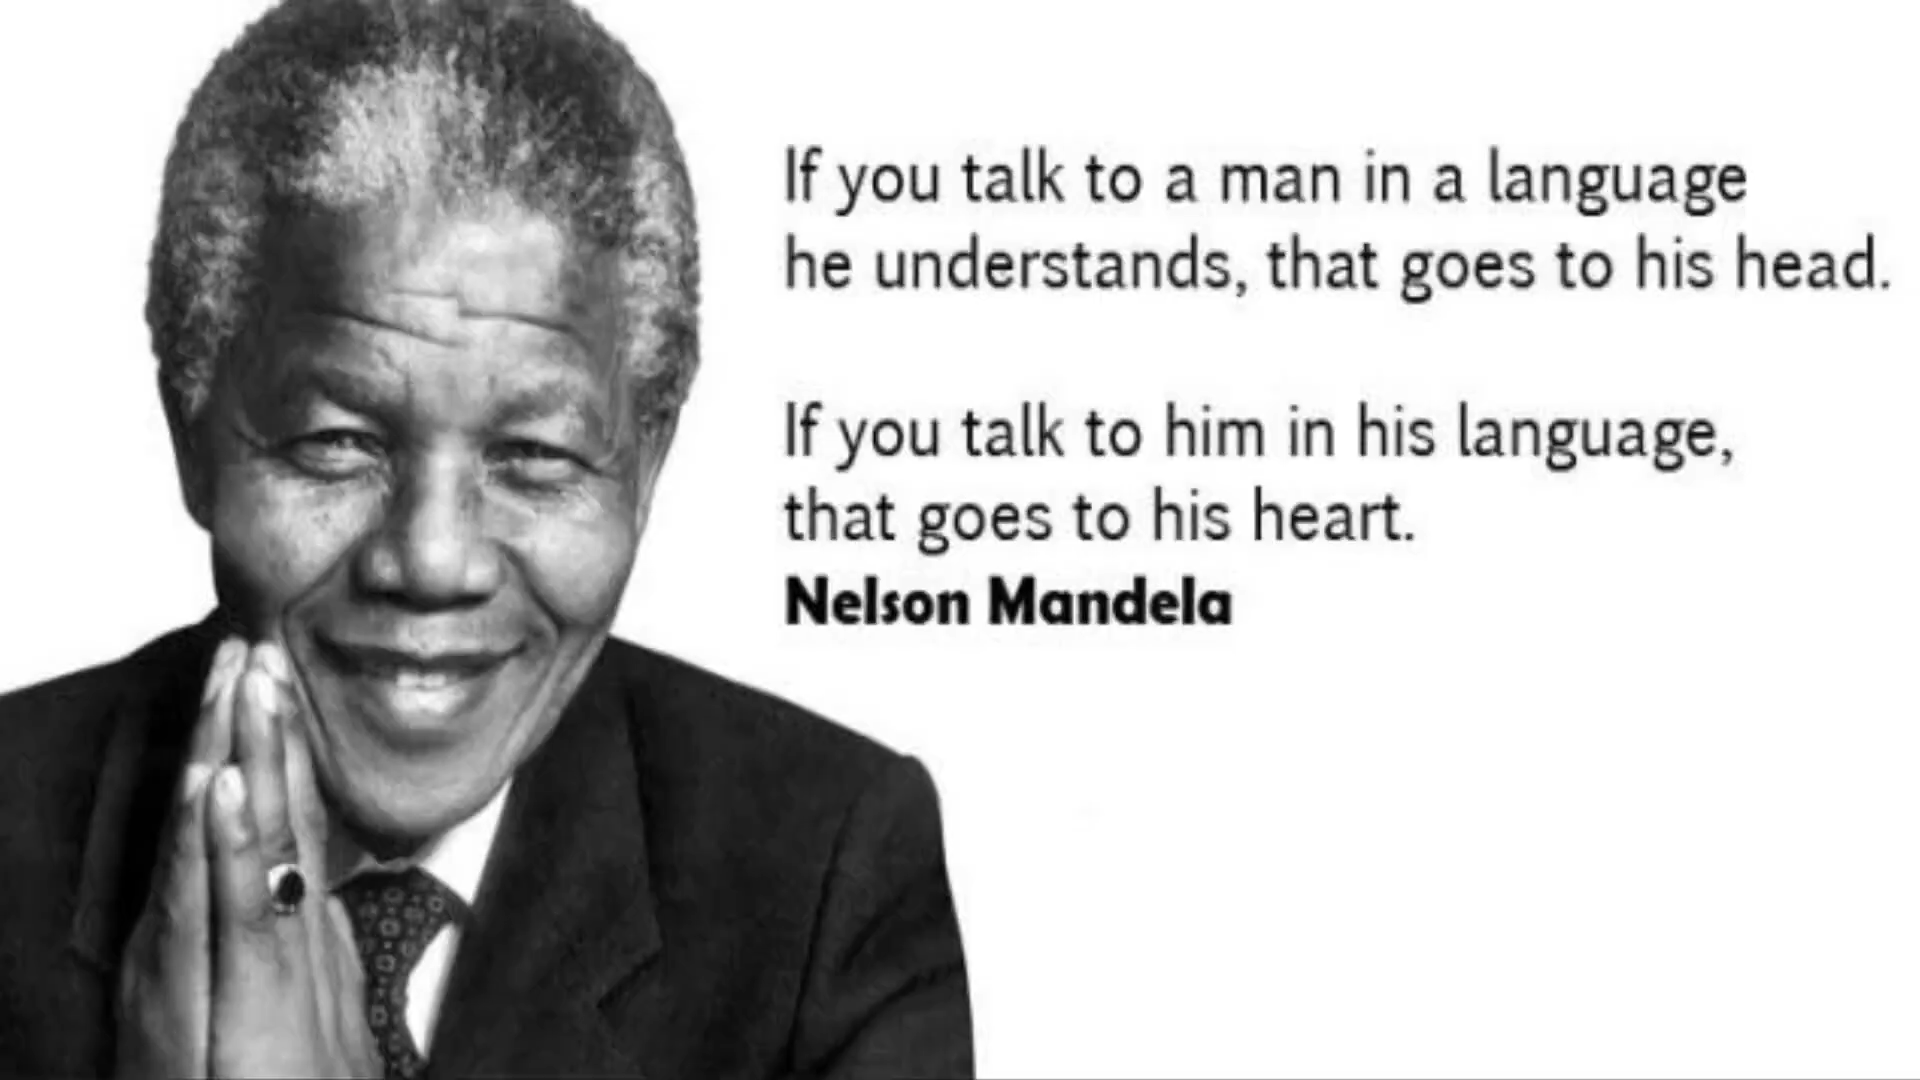 If you talk to a man in a language
he understands, that goes to his head.
If you talk to him in his language,
that goes to his heart.
Nelson Mandela